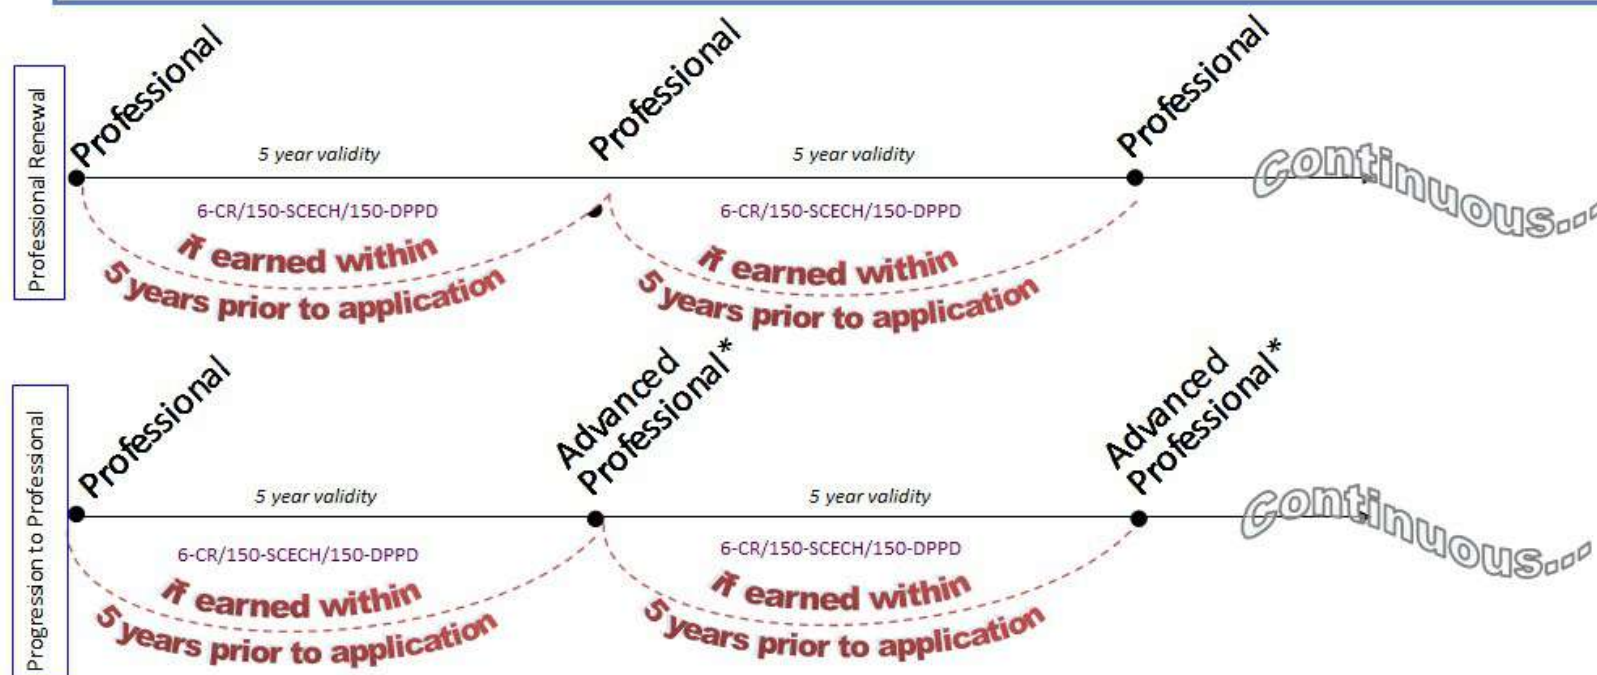 Professional Renewal
Professional
Professional
Professional
5 year validity
5 year validity
Continuous...
6-CR/150-SCECH/150-DPPD
6-CR/150-SCECH/150-DPPD
if earned within
5 years prior to application
if earned within
5 years prior to application
Progression to Professional
Professional
Advanced
Professional*
Advanced
Professional*
5 year validity
5 year validity
Continuous...
6-CR/150-SCECH/150-DPPD
6-CR/150-SCECH/150-DPPD
if earned within
5 years prior to application
if earned within
5 years prior to application